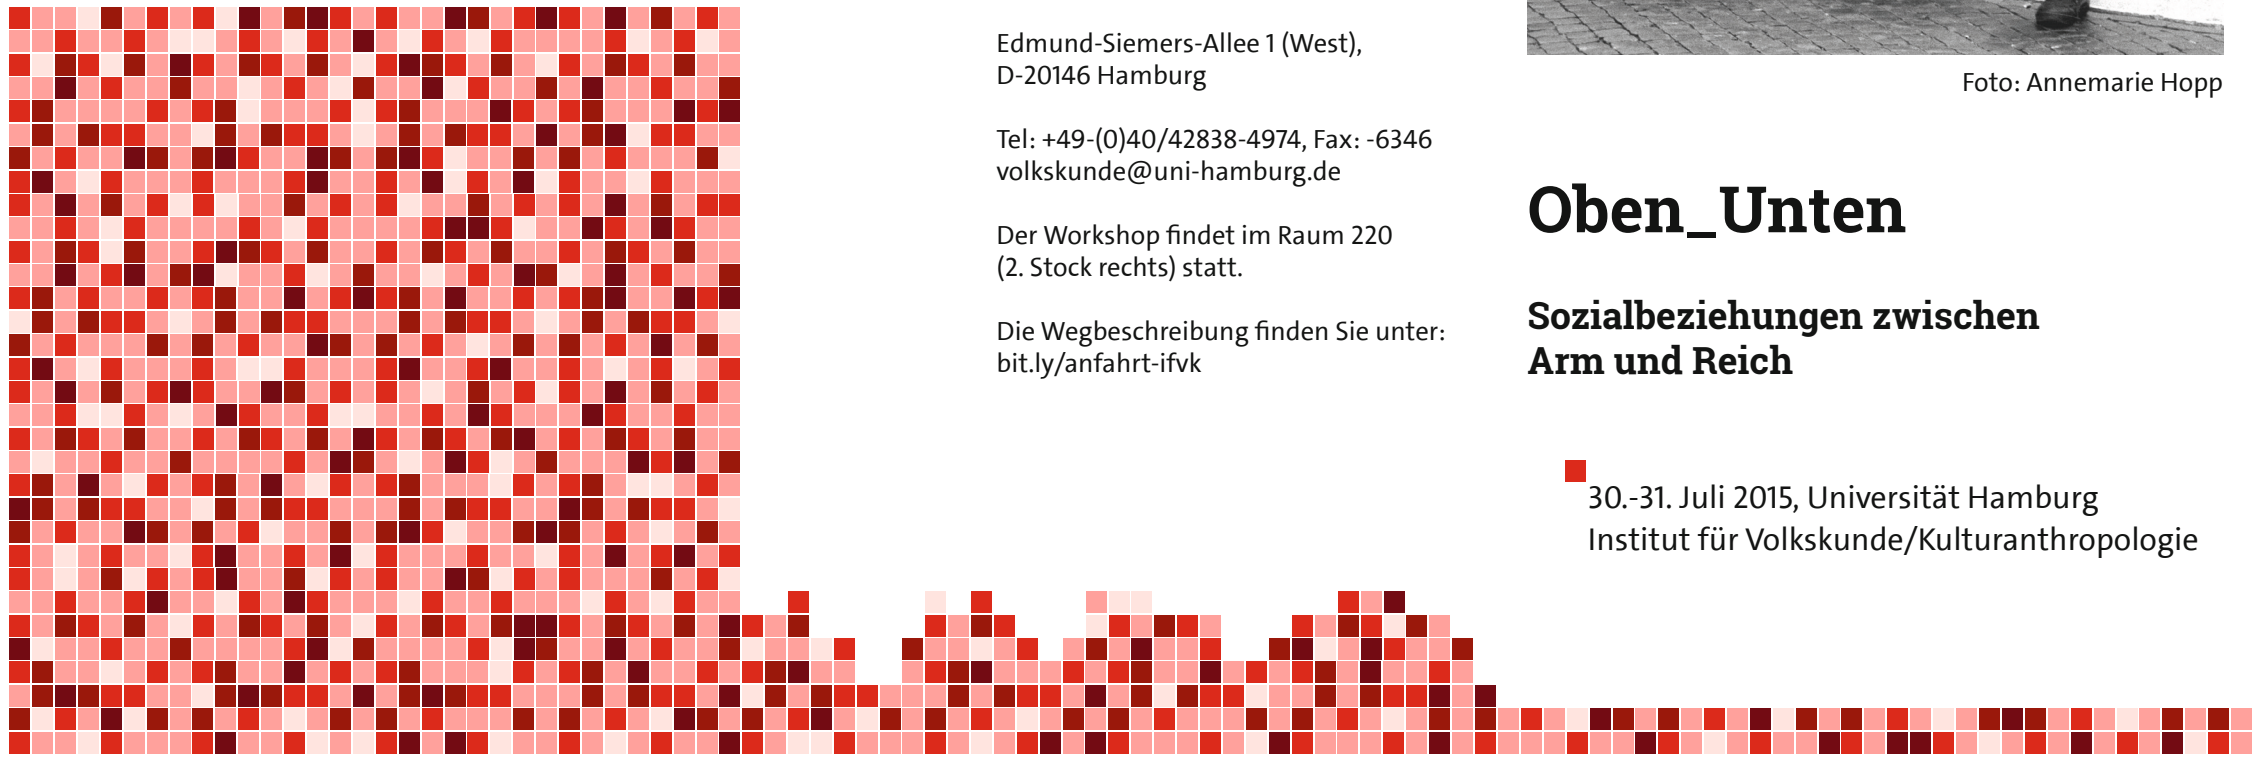 Edmund-Siemers-Allee 1 (West),
D-20146 Hamburg
Tel: +49-(0)40/42838-4974, Fax: -6346
volkskunde@uni-hamburg.de
Der Workshop findet im Raum 220
(2. Stock rechts) statt.
Die Wegbeschreibung finden Sie unter:
bit.ly/anfahrt-ifvk
Foto: Annemarie Hopp
Oben_Unten
Sozialbeziehungen zwischen
Arm und Reich
30.-31. Juli 2015, Universität Hamburg
Institut für Volkskunde/Kulturanthropologie